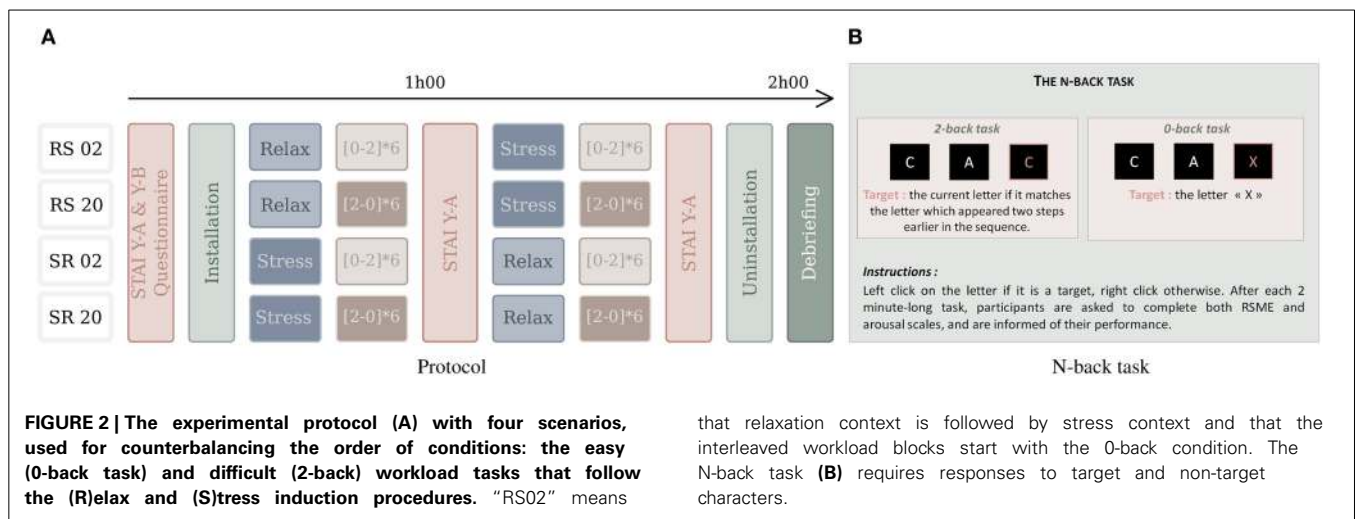 A
B
1h00
2h00
RS 02
RS 20
SR 02
SR 20
STAI Y-A & Y-B
Questionnaire
Installation
Relax
[0-2]*6
Relax
[2-0]*6
Stress
[0-2]*6
Stress
[2-0]*6
STAI Y-A
Stress
[0-2]*6
Stress
[2-0]*6
Relax
[0-2]*6
Relax
[2-0]*6
STAI Y-A
Uninstallation
Debriefing
Protocol
THE N-BACK TASK
2-back task
C A C
Target : the current letter if it matches
the letter which appeared two steps
earlier in the sequence.
0-back task
C A X
Target : the letter « X »
Instructions :
Left click on the letter if it is a target, right click otherwise. After each 2
minute-long task, participants are asked to complete both RSME and
arousal scales, and are informed of their performance.
N-back task
FIGURE 2 | The experimental protocol (A) with four scenarios,
used for counterbalancing the order of conditions: the easy
(0-back task) and difficult (2-back) workload tasks that follow
the (R)elax and (S)tress induction procedures. "RS02" means
that relaxation context is followed by stress context and that the
interleaved workload blocks start with the 0-back condition. The
N-back task (B) requires responses to target and non-target
characters.